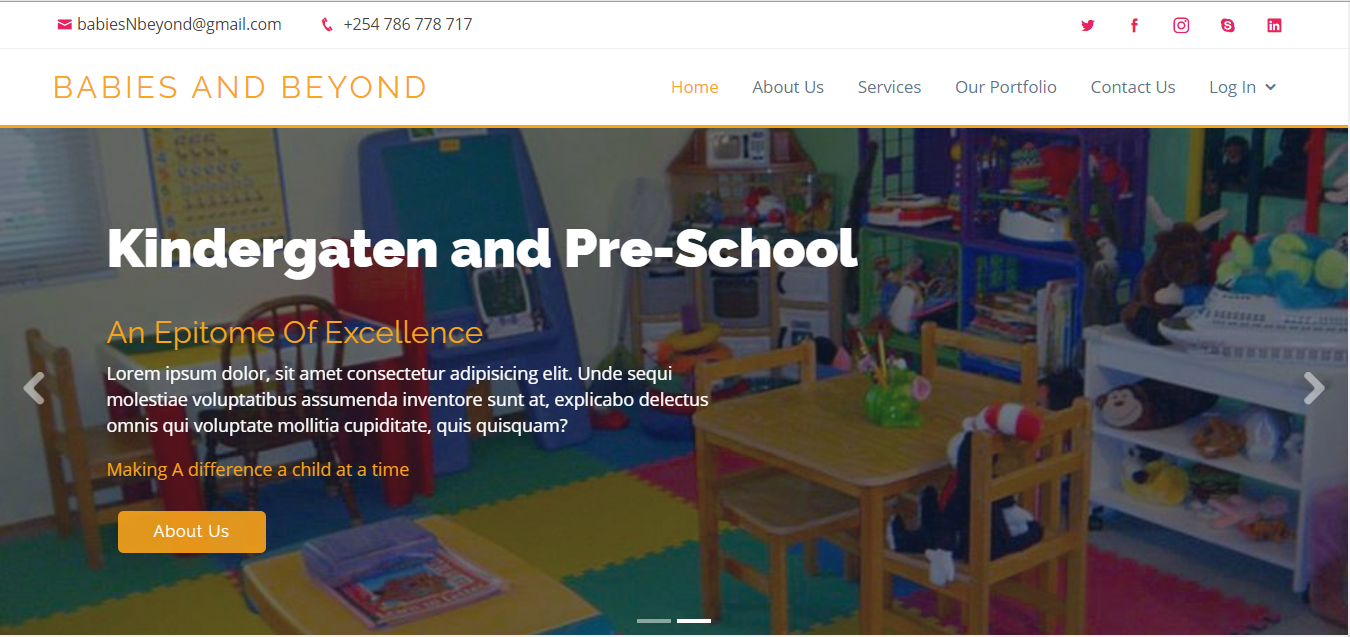 babiesNbeyond@gmail.com +254 786 778 717
BABIES AND BEYOND
Home About Us Services Our Portfolio Contact Us Log In
Kindergaten and Pre-School
An Epitome Of Excellence
Lorem ipsum dolor, sit amet consectetur adipisicing elit. Unde sequi
molestiae voluptatibus assumenda inventore sunt at, explicabo delectus
omnis qui voluptate mollitia cupiditate, quis quisquam?
Making A difference a child at a time
About Us